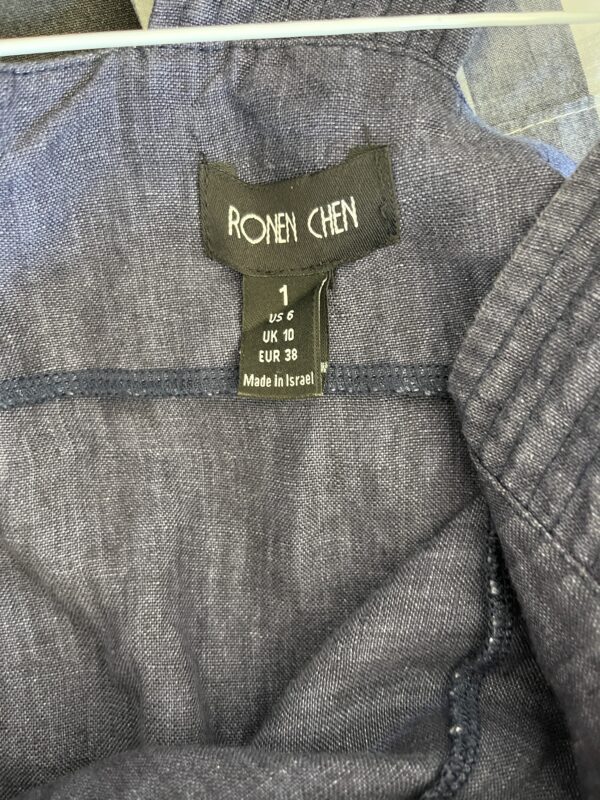 RONEN CHEN
1
US 6
UK 10
EUR 38
Made in Israel